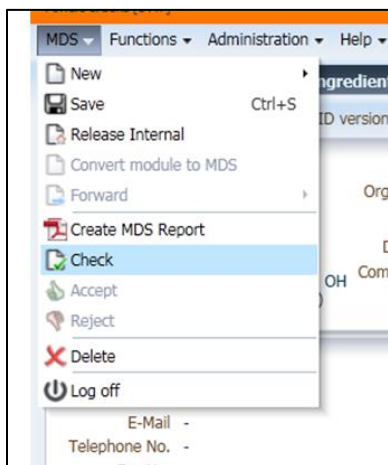 MDS Functions Administration Help
New
ngredient
Save Ctrl+S
ID version
Release Internal
Convert module to MDS
Forward
Org
Create MDS Report
Check
OH Com
Accept
)
Reject
Delete
Log off
E-Mail -
Telephone No. -